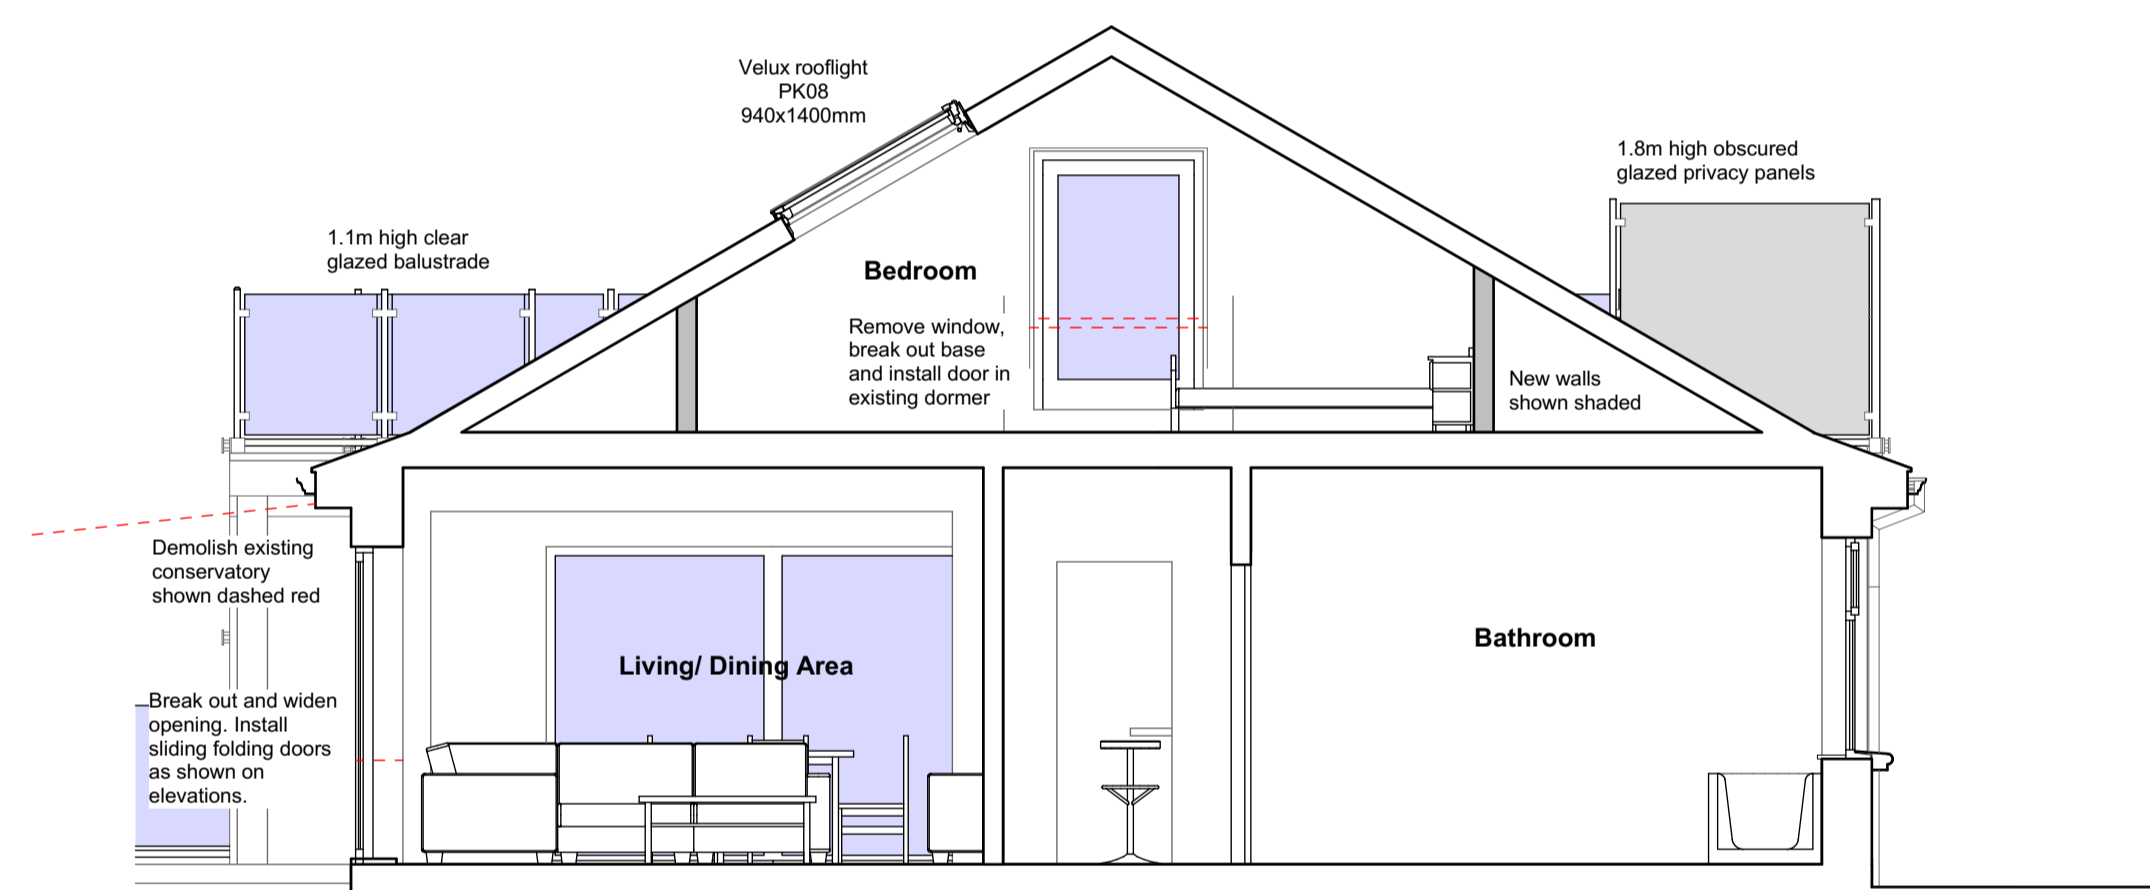 Velux rooflight
PK08
940x1400mm
1.8m high obscured
glazed privacy panels
1.1m high clear
glazed balustrade
Bedroom
Remove window,
break out base
and install door in
existing dormer
New walls
shown shaded
Demolish existing
conservatory
shown dashed red
Living/ Dining Area
Bathroom
Break out and widen
opening. Install
sliding folding doors
as shown on
elevations.